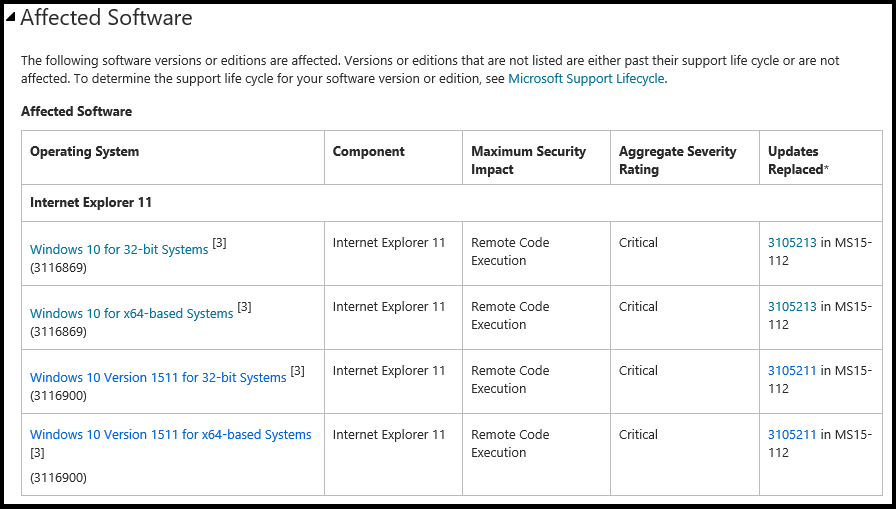 Affected Software
The following software versions or editions are affected. Versions or editions that are not listed are either past their support life cycle or are not
affected. To determine the support life cycle for your software version or edition, see Microsoft Support Lifecycle.
Affected Software
Operating System
Component
Maximum Security
Impact
Aggregate Severity
Rating
Updates
Replaced*
Internet Explorer 11
Windows 10 for 32-bit Systems [3]
(3116869)
Internet Explorer 11
Remote Code
Execution
Critical
3105213 in MS15-
112
Windows 10 for x64-based Systems [3]
(3116869)
Internet Explorer 11
Remote Code
Execution
Critical
3105213 in MS15-
112
Windows 10 Version 1511 for 32-bit Systems [3]
(3116900)
Internet Explorer 11
Remote Code
Execution
Critical
3105211 in MS15-
112
Windows 10 Version 1511 for x64-based Systems
[3]
(3116900)
Internet Explorer 11
Remote Code
Execution
Critical
3105211 in MS15-
112